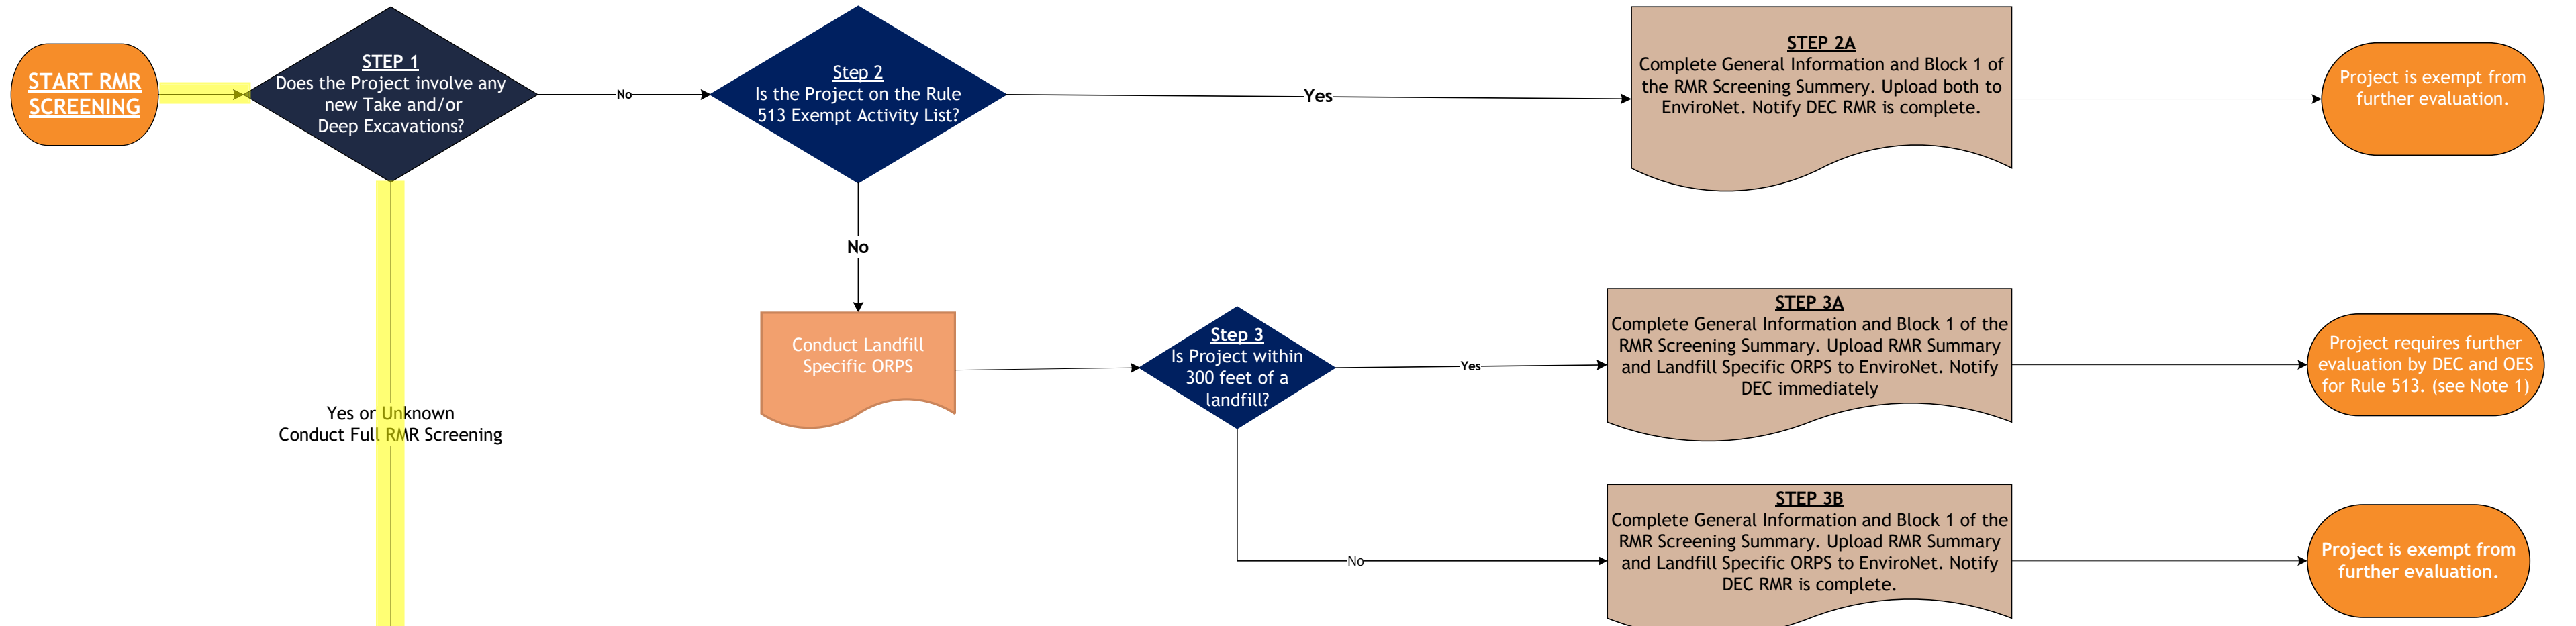 START RMR
SCREENING
STEP 1
Does the Project involve any
new Take and/or
Deep Excavations?
No
Step 2
Is the Project on the Rule
513 Exempt Activity List?
Yes
STEP 2A
Complete General Information and Block 1 of
the RMR Screening Summery. Upload both to
EnviroNet. Notify DEC RMR is complete.
Project is exempt from
further evaluation.
No
Conduct Landfill
Specific ORPS
Step 3
Is Project within
300 feet of a
landfill?
Yes
STEP 3A
Complete General Information and Block 1 of the
RMR Screening Summary. Upload RMR Summary
and Landfill Specific ORPS to EnviroNet. Notify
DEC immediately
Project requires further
evaluation by DEC and OES
for Rule 513. (see Note 1)
Yes or Unknown
Conduct Full RMR Screening
No
STEP 3B
Complete General Information and Block 1 of the
RMR Screening Summary. Upload RMR Summary
and Landfill Specific ORPS to EnviroNet. Notify
DEC RMR is complete.
Project is exempt from
further evaluation.